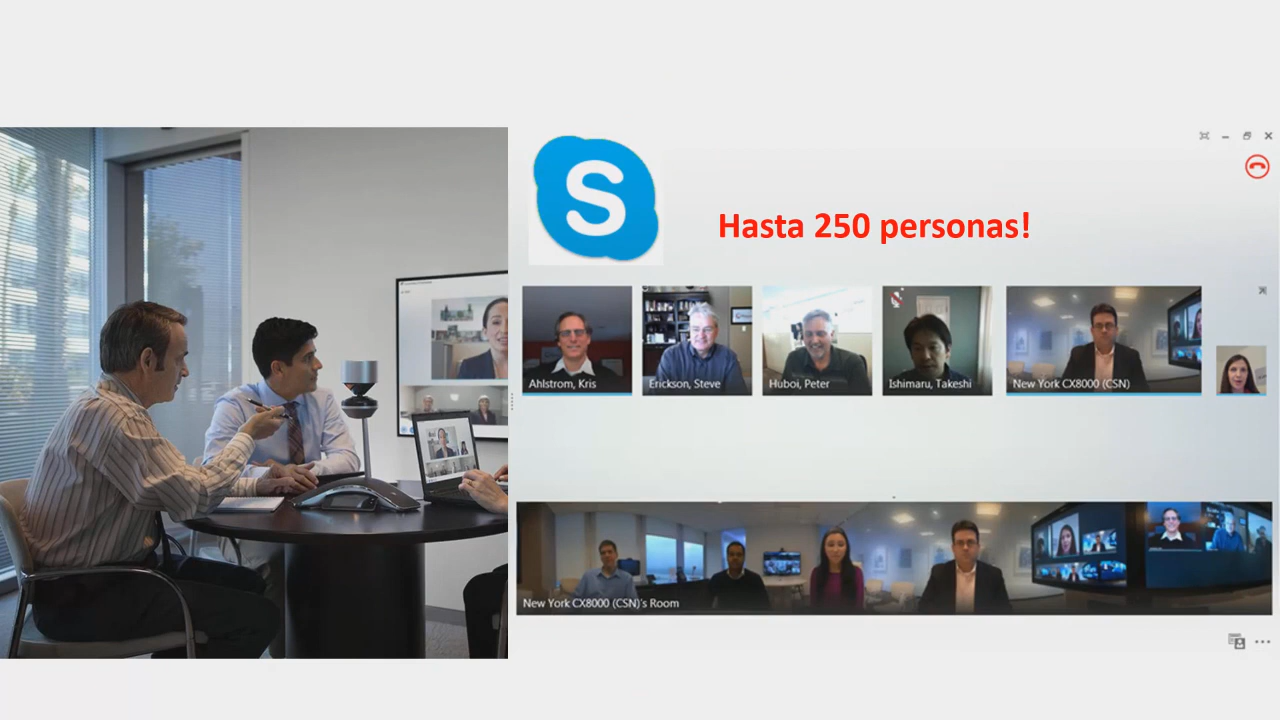 S
Hasta 250 personas!
Ahlstrom, Kris
Erickson, Steve
Huboi, Peter
Ishimaru, Takeshi
New York CX8000 (CSN)
New York CX8000 (CSN)'s Room